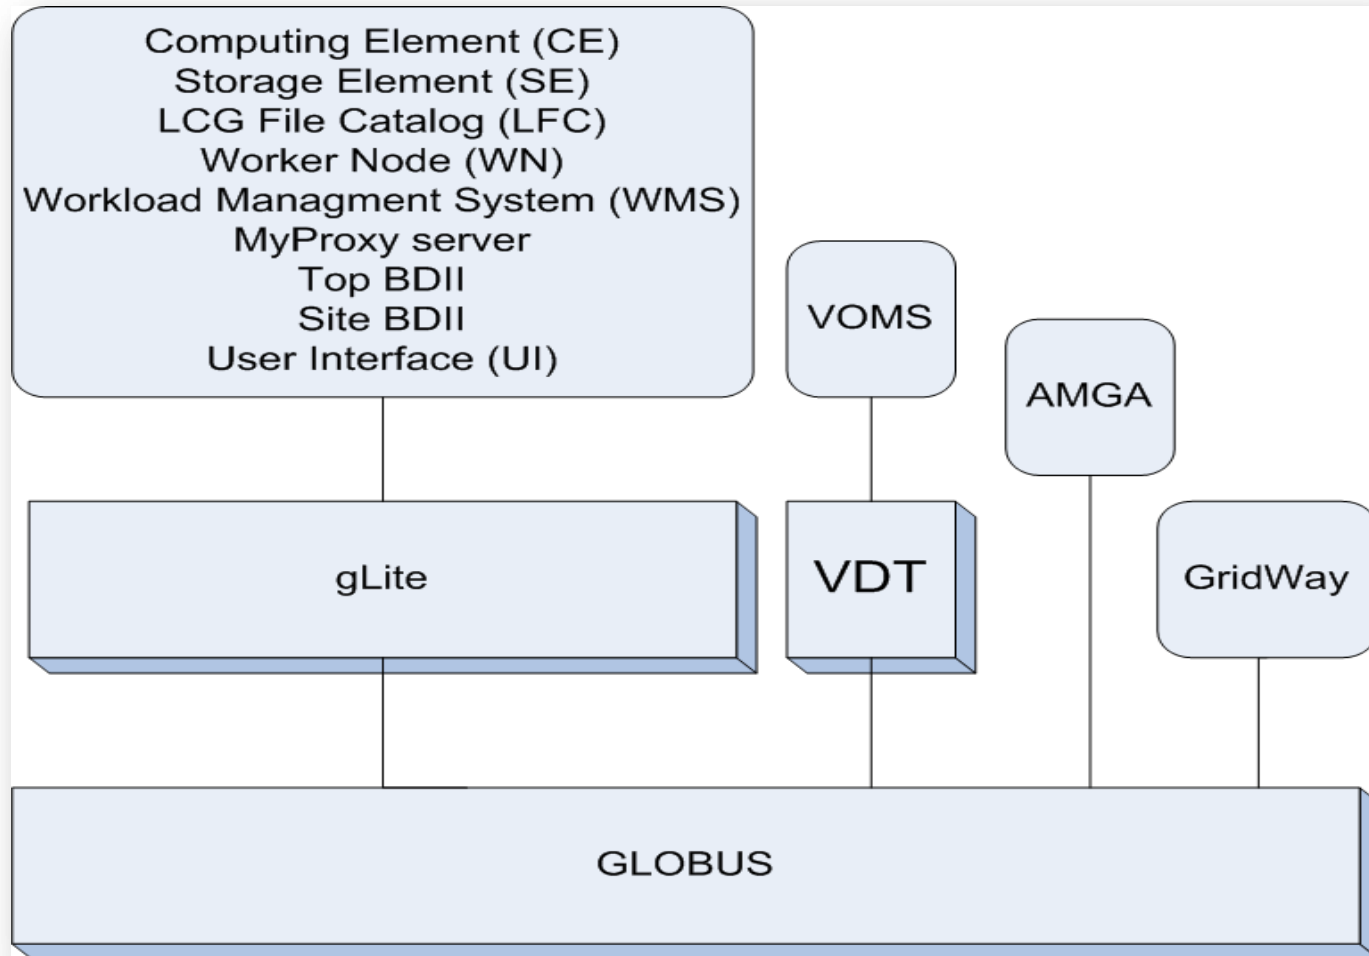 Computing Element (CE)
Storage Element (SE)
LCG File Catalog (LFC)
Worker Node (WN)
Workload Managment System (WMS)
MyProxy server
Top BDII
Site BDII
User Interface (UI)
VOMS
AMGA
gLite
VDT
GridWay
GLOBUS